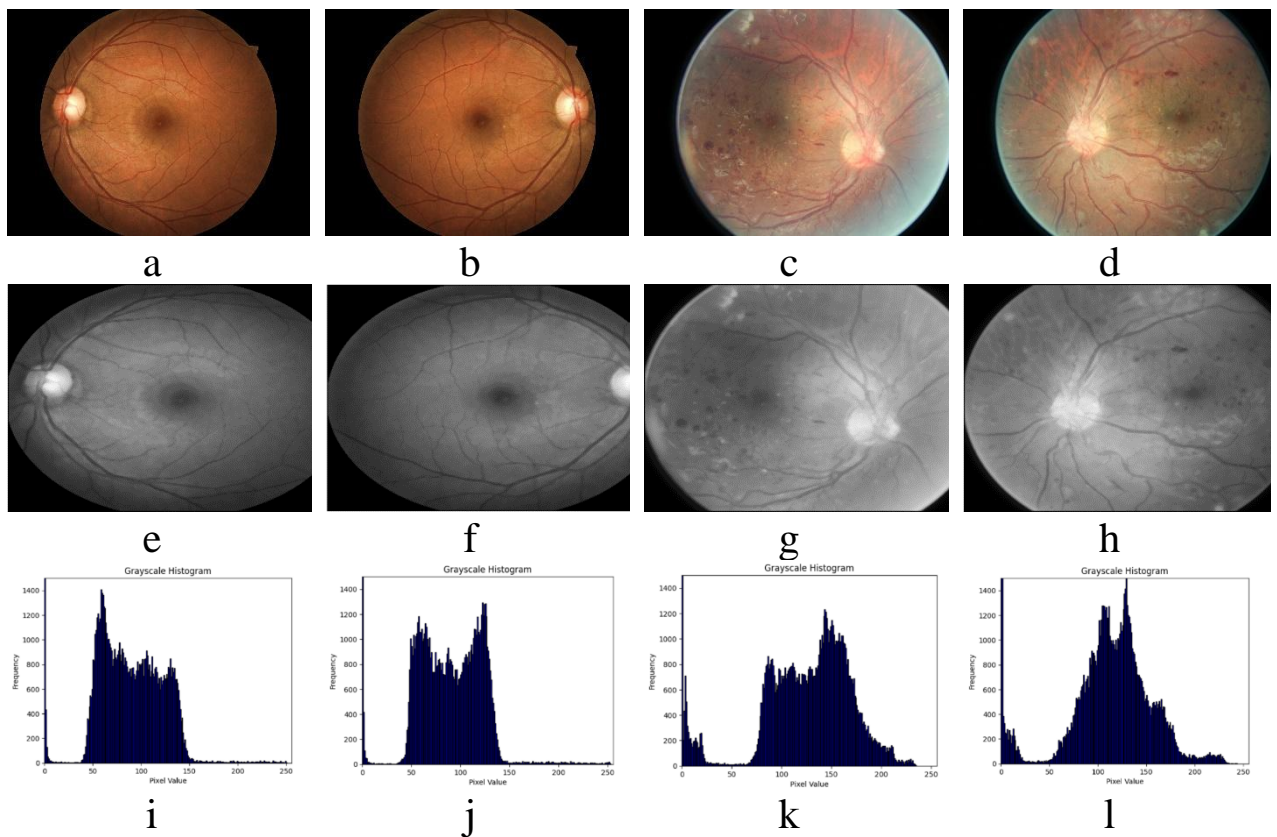 a b c d
e f g h
Grayscale Histogram Grayscale Histogram Grayscale Histogram Grayscale Histogram
Frequency Frequency Frequency Frequency
1400 1400 1400 1400
1200 1200 1200 1200
1000 1000 1000 1000
800 800 800 800
600 600 600 600
400 400 400 400
200 200 200 200
0 0 0 0
0 50 100 150 200 250 0 50 100 150 200 250 0 50 100 150 200 250 0 50 100 150 200 250
Pixel Value Pixel Value Pixel Value Pixel Value
i j k l